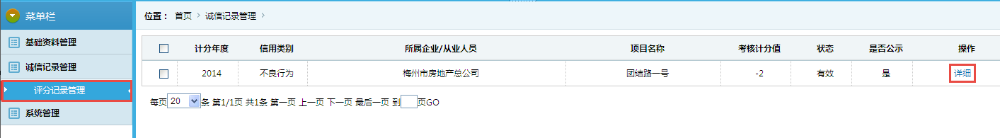 菜单栏
基础资料管理
诚信记录管理
评分记录管理
系统管理
位置： 首页 诚信记录管理
计分年度 信用类别 所属企业/从业人员 项目名称 考核计分值 状态 是否公示 操作
2014 不良行为 梅州市房地产总公司 团结路一号 -2 有效 是 详细
每页 20 条 第1/1页 共1条 第一页 上一页 下一页 最后一页 到 页GO